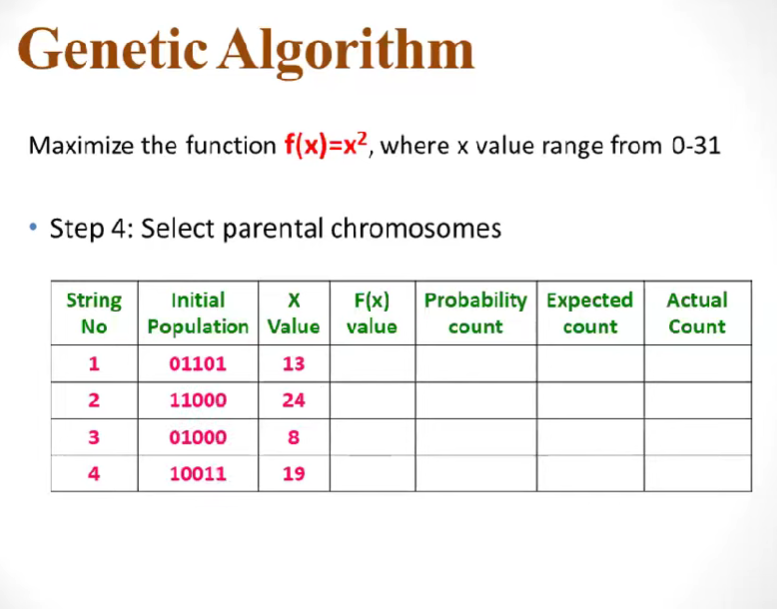 Genetic Algorithm
Maximize the function f(x)=x², where x value range from 0-31
• Step 4: Select parental chromosomes
String No | Initial Population | X Value | F(x) value | Probability count | Expected count | Actual Count
1 | 01101 | 13
2 | 11000 | 24
3 | 01000 | 8
4 | 10011 | 19